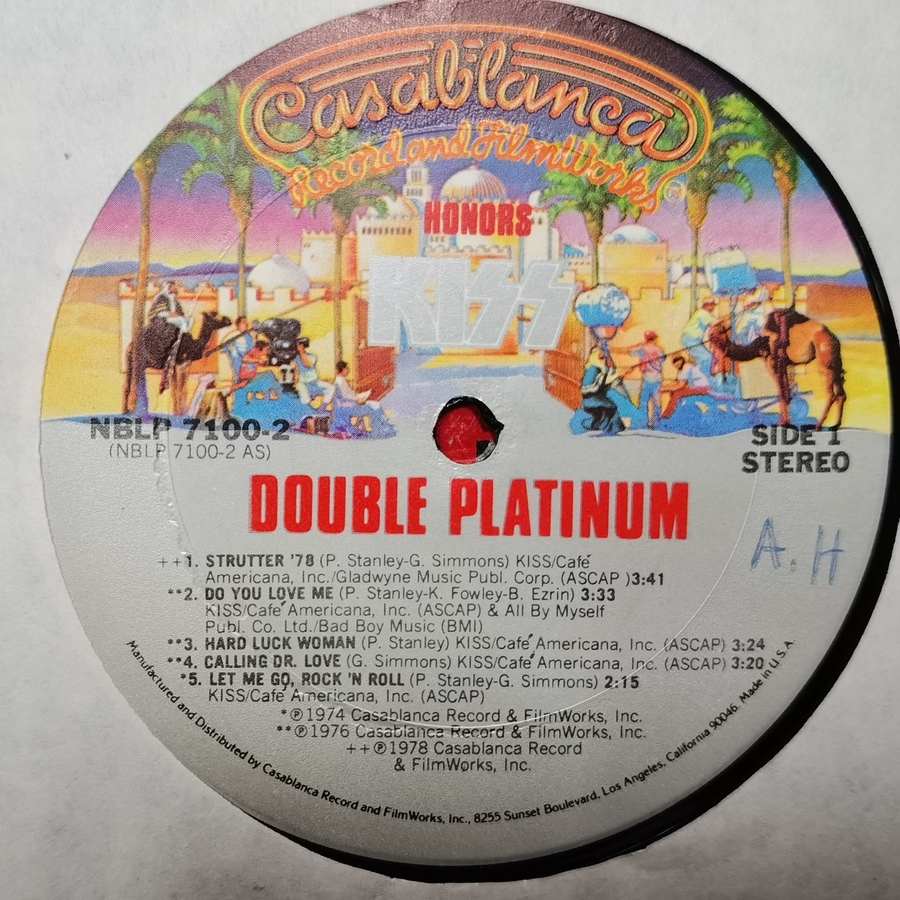 Casablanca
Record and FilmWorks ®
HONORS
KISS
NBLP 7100-2
(NBLP 7100-2 AS)
SIDE 1
STEREO
DOUBLE PLATINUM
A.H
++1. STRUTTER '78 (P. Stanley-G. Simmons) KISS/Café
Americana, Inc./Gladwyne Music Publ. Corp. (ASCAP )3:41
**2. DO YOU LOVE ME (P. Stanley-K. Fowley-B. Ezrin) 3:33
KISS/Café Americana, Inc. (ASCAP) & All By Myself
Publ. Co. Ltd./Bad Boy Music (BMI)
**3. HARD LUCK WOMAN (P. Stanley) KISS/Café Americana, Inc. (ASCAP) 3:24
**4. CALLING DR. LOVE (G. Simmons) KISS/Café Americana, Inc. (ASCAP) 3:20
*5. LET ME GO, ROCK 'N ROLL (P. Stanley-G. Simmons) 2:15
KISS/Café Americana, Inc. (ASCAP)
*℗1974 Casablanca Record & FilmWorks, Inc.
**℗1976 Casablanca Record & FilmWorks, Inc.
++℗1978 Casablanca Record
& FilmWorks, Inc.
Manufactured and Distributed by Casablanca Record and FilmWorks, Inc., 8255 Sunset Boulevard, Los Angeles, California 90046. Made in U.S.A.